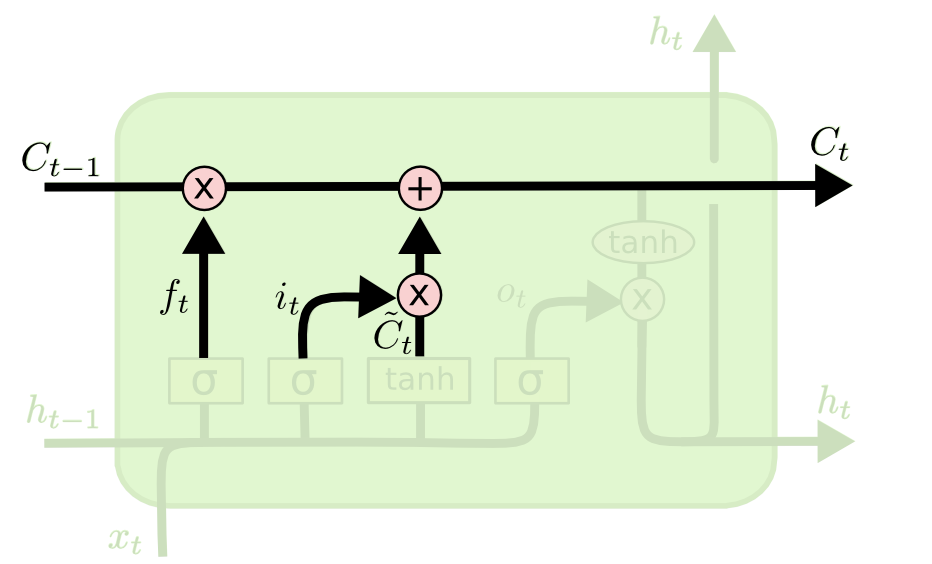 h_t
C_{t-1}
C_t
x
+
tanh
f_t
i_t
x
o_t
x
\tilde{C}_t
σ
σ
tanh
σ
h_{t-1}
h_t
x_t